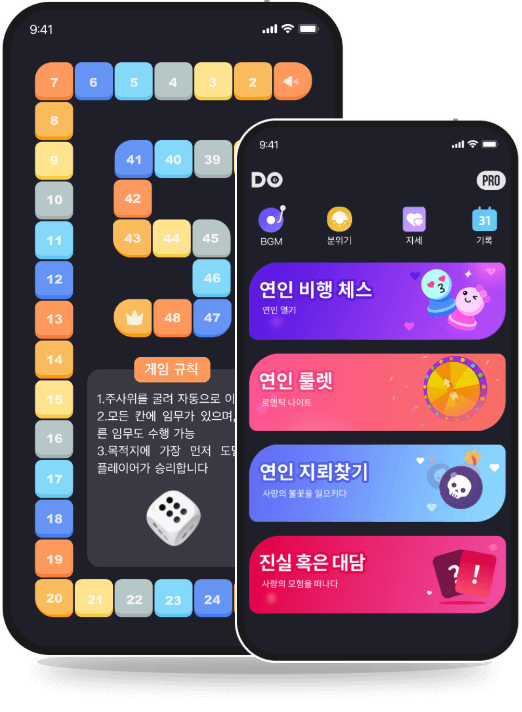 9:41
7 6 5 4 3 2
8
9
10
11
12
13
14
15
16
17
18
19
20 21 22 23 24
41 40 39
42
43 44 45
46
48 47
게임 규칙
1.주사위를 굴려 자동으로 이
2.모든 칸에 임무가 있으며,
른 임무도 수행 가능
3.목적지에 가장 먼저 도
플레이어가 승리합니다
9:41
DO
PRO
31
BGM 분위기 자세 기록
연인 비행 체스
연인 열기
연인 룰렛
로맨틱 나이트
연인 지뢰찾기
사랑의 불꽃을 일으키다
진실 혹은 대담
사랑의 모험을 떠나다
? !